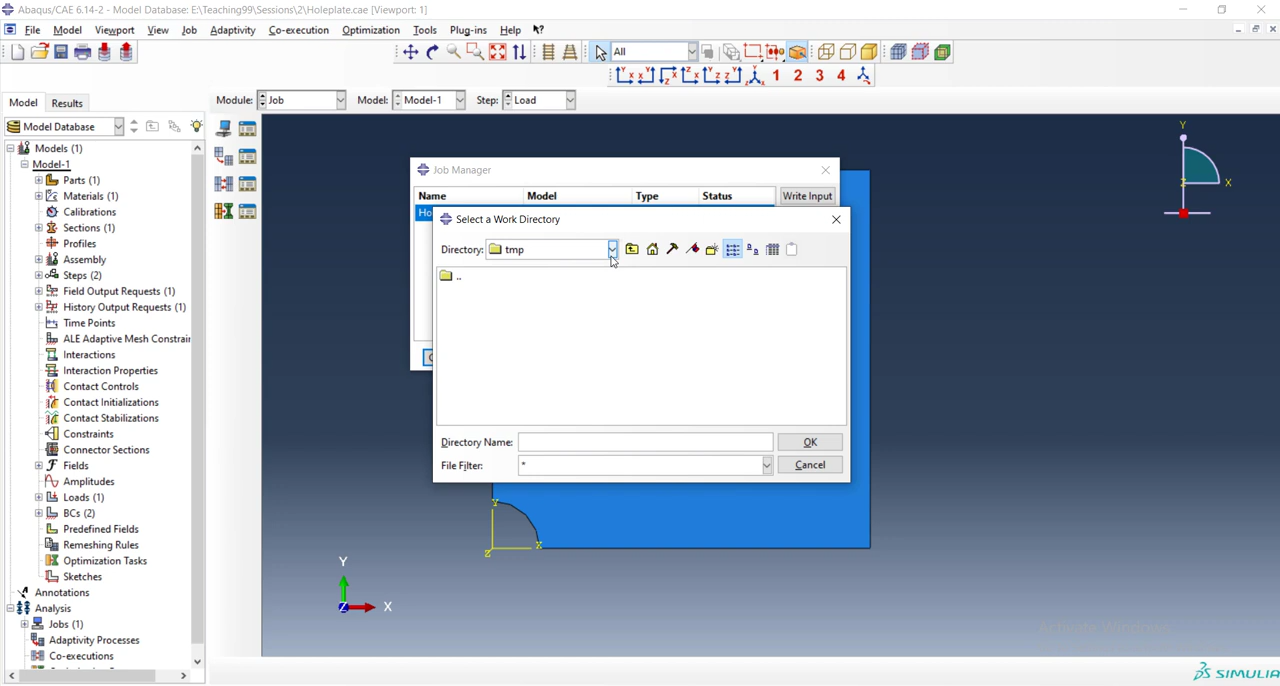 Abaqus/CAE 6.14-2 - Model Database: E:\Teaching99\Sessions\2\Holeplate.cae [Viewport: 1]
File Model Viewport View Job Adaptivity Co-execution Optimization Tools Plug-ins Help
All
1 2 3 4
Model Results
Module: Job Model: Model-1 Step: Load
Model Database
Models (1)
Model-1
Parts (1)
Materials (1)
Calibrations
Sections (1)
Profiles
Assembly
Steps (2)
Field Output Requests (1)
History Output Requests (1)
Time Points
ALE Adaptive Mesh Constrain
Interactions
Interaction Properties
Contact Controls
Contact Initializations
Contact Stabilizations
Constraints
Connector Sections
Fields
Amplitudes
Loads (1)
BCs (2)
Predefined Fields
Remeshing Rules
Optimization Tasks
Sketches
Annotations
Analysis
Jobs (1)
Adaptivity Processes
Co-executions
Job Manager
Name Model Type Status Write Input
Ho
Select a Work Directory
Directory: tmp
..
Directory Name: OK
File Filter: * Cancel
Y
X
Z
Y
X
Z
Y
X
Z
Activate Windows
SIMULIA